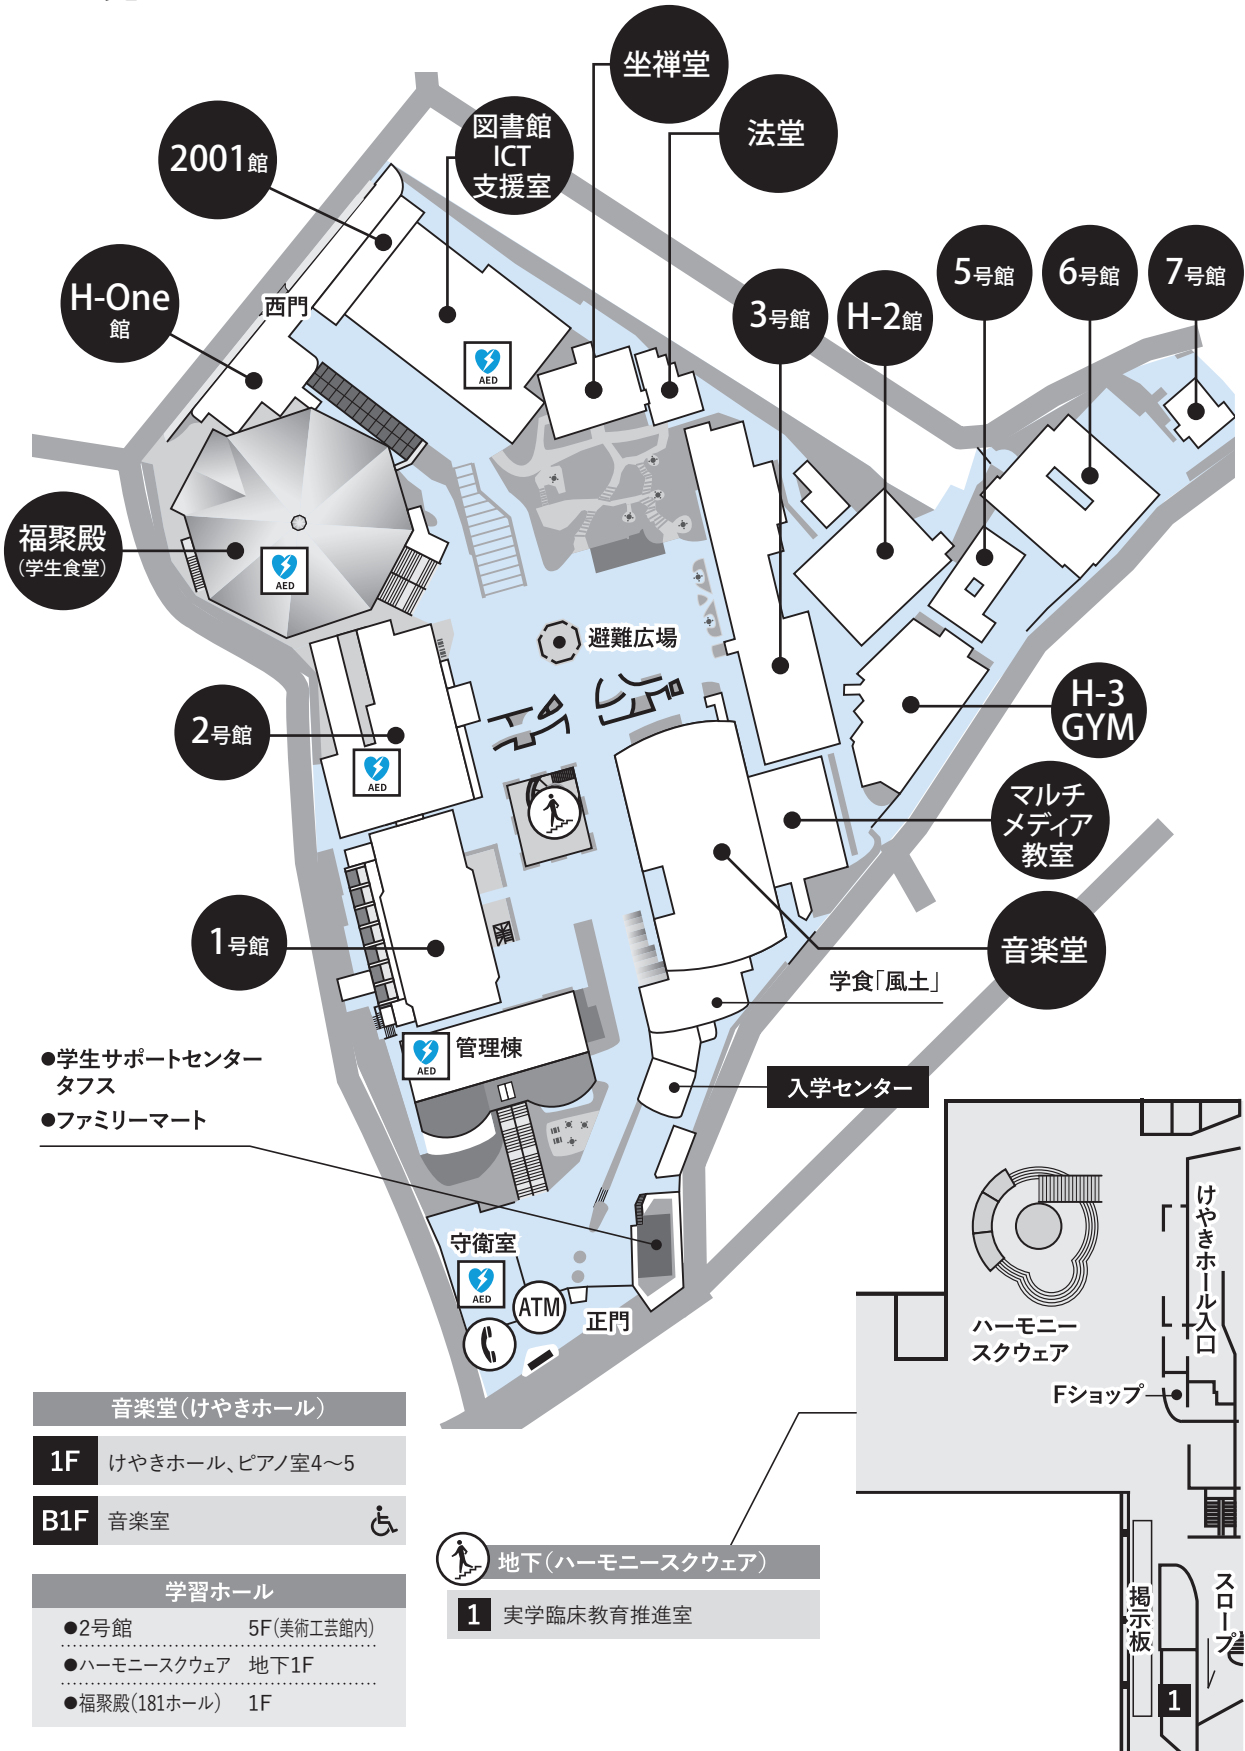 坐禅堂
法堂
図書館
ICT
支援室
2001館
H-One
館
西門
AED
3号館
H-2館
5号館
6号館
7号館
福聚殿
(学生食堂)
AED
避難広場
2号館
AED
H-3
GYM
マルチ
メディア
教室
1号館
音楽堂
学食「風土」
AED
管理棟
入学センター
●学生サポートセンター
タフス
●ファミリーマート
守衛室
AED
ATM
正門
けやきホール入口
ハーモニー
スクウェア
Fショップ
掲示板
スロープ
1
音楽堂(けやきホール)
1F けやきホール、ピアノ室4〜5
B1F 音楽室
学習ホール
●2号館 5F(美術工芸館内)
●ハーモニースクウェア 地下1F
●福聚殿(181ホール) 1F
地下(ハーモニースクウェア)
1 実学臨床教育推進室